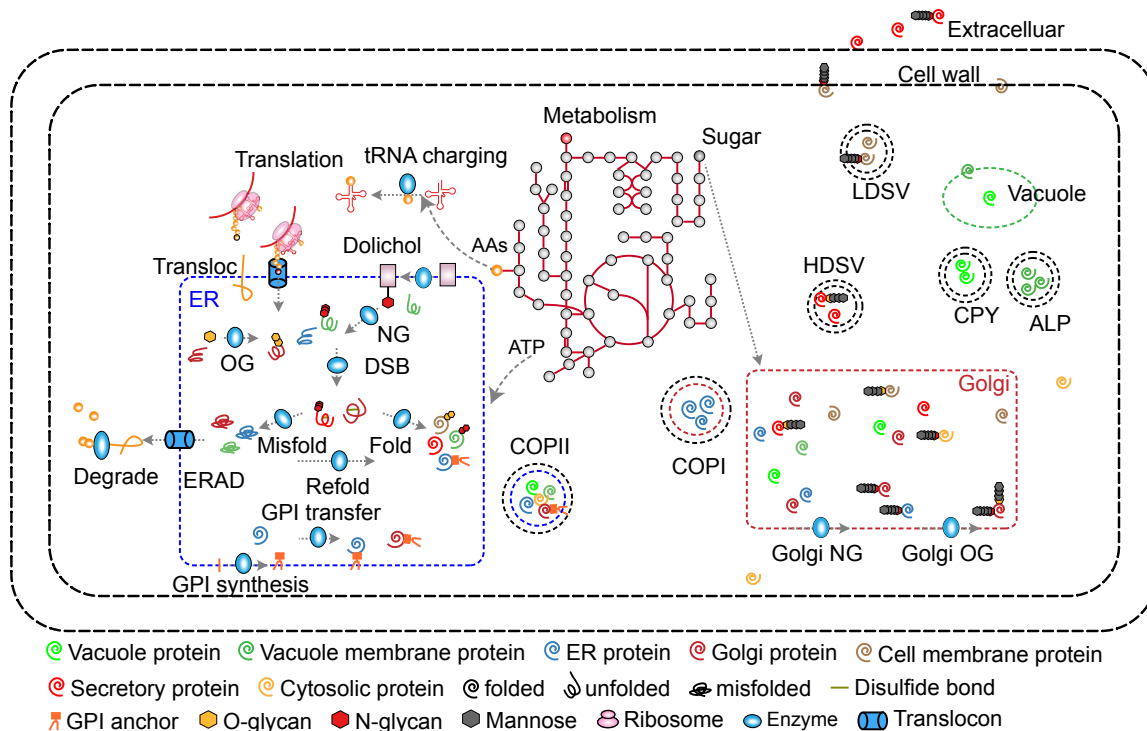 Extracelluar
Cell wall
Metabolism
Sugar
tRNA charging
Translation
LDSV
Vacuole
AAs
Dolichol
Transloc
HDSV
ER
CPY
ALP
NG
OG
DSB
ATP
Golgi
Misfold
Fold
COPII
COPI
Degrade
ERAD
Refold
GPI transfer
Golgi NG
Golgi OG
GPI synthesis
Vacuole protein
Vacuole membrane protein
ER protein
Golgi protein
Cell membrane protein
Secretory protein
Cytosolic protein
folded
unfolded
misfolded
Disulfide bond
GPI anchor
O-glycan
N-glycan
Mannose
Ribosome
Enzyme
Translocon